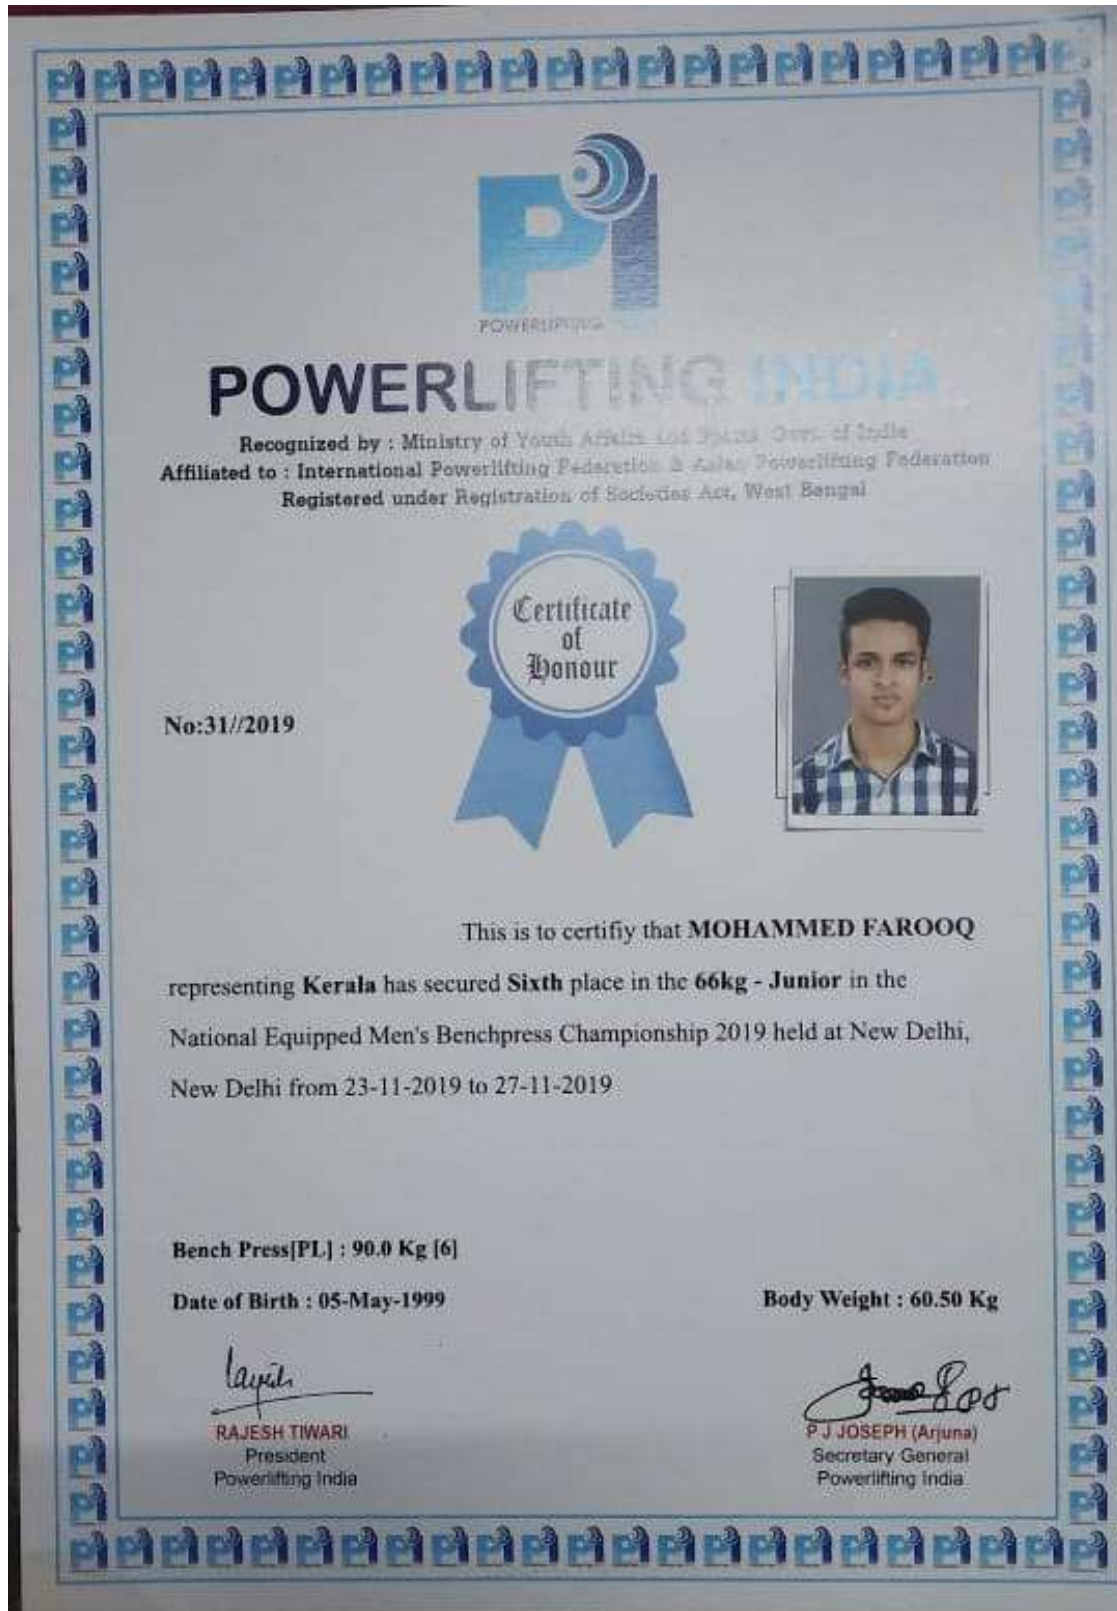 POWERLIFTING
POWERLIFTING INDIA
Recognized by : Ministry of Youth Affairs and Sports, Govt. of India
Affiliated to : International Powerlifting Federation & Asian Powerlifting Federation
Registered under Registration of Societies Act, West Bengal
Certificate
of
Honour
No:31//2019
This is to certifiy that MOHAMMED FAROOQ
representing Kerala has secured Sixth place in the 66kg - Junior in the
National Equipped Men's Benchpress Championship 2019 held at New Delhi,
New Delhi from 23-11-2019 to 27-11-2019
Bench Press[PL] : 90.0 Kg [6]
Date of Birth : 05-May-1999
Body Weight : 60.50 Kg
RAJESH TIWARI
President
Powerlifting India
P J JOSEPH (Arjuna)
Secretary General
Powerlifting India